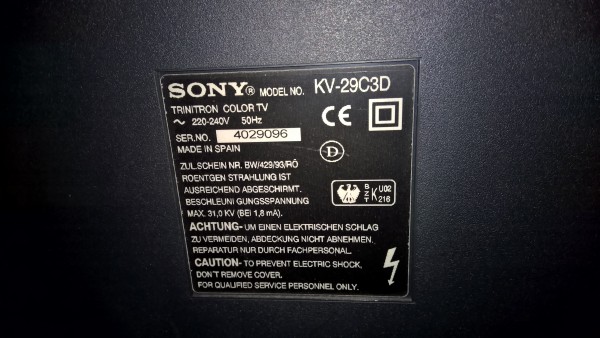 SONY® MODEL NO. KV-29C3D
TRINITRON COLOR TV
~ 220-240V 50Hz
CE
SER.NO. 4029096
MADE IN SPAIN
D
ZUL.SCHEIN NR. BW/429/93/RÖ
ROENTGEN STRAHLUNG IST
AUSREICHEND ABGESCHIRMT.
BZT K U02 216
BESCHLEUNIGUNGSSPANNUNG
MAX. 31,0 KV (BEI 1,8 mA).
ACHTUNG- UM EINEN ELEKTRISCHEN SCHLAG
ZU VERMEIDEN, ABDECKUNG NICHT ABNEHMEN.
REPARATUR NUR DURCH FACHPERSONAL.
CAUTION- TO PREVENT ELECTRIC SHOCK,
DON'T REMOVE COVER.
FOR QUALIFIED SERVICE PERSONNEL ONLY.